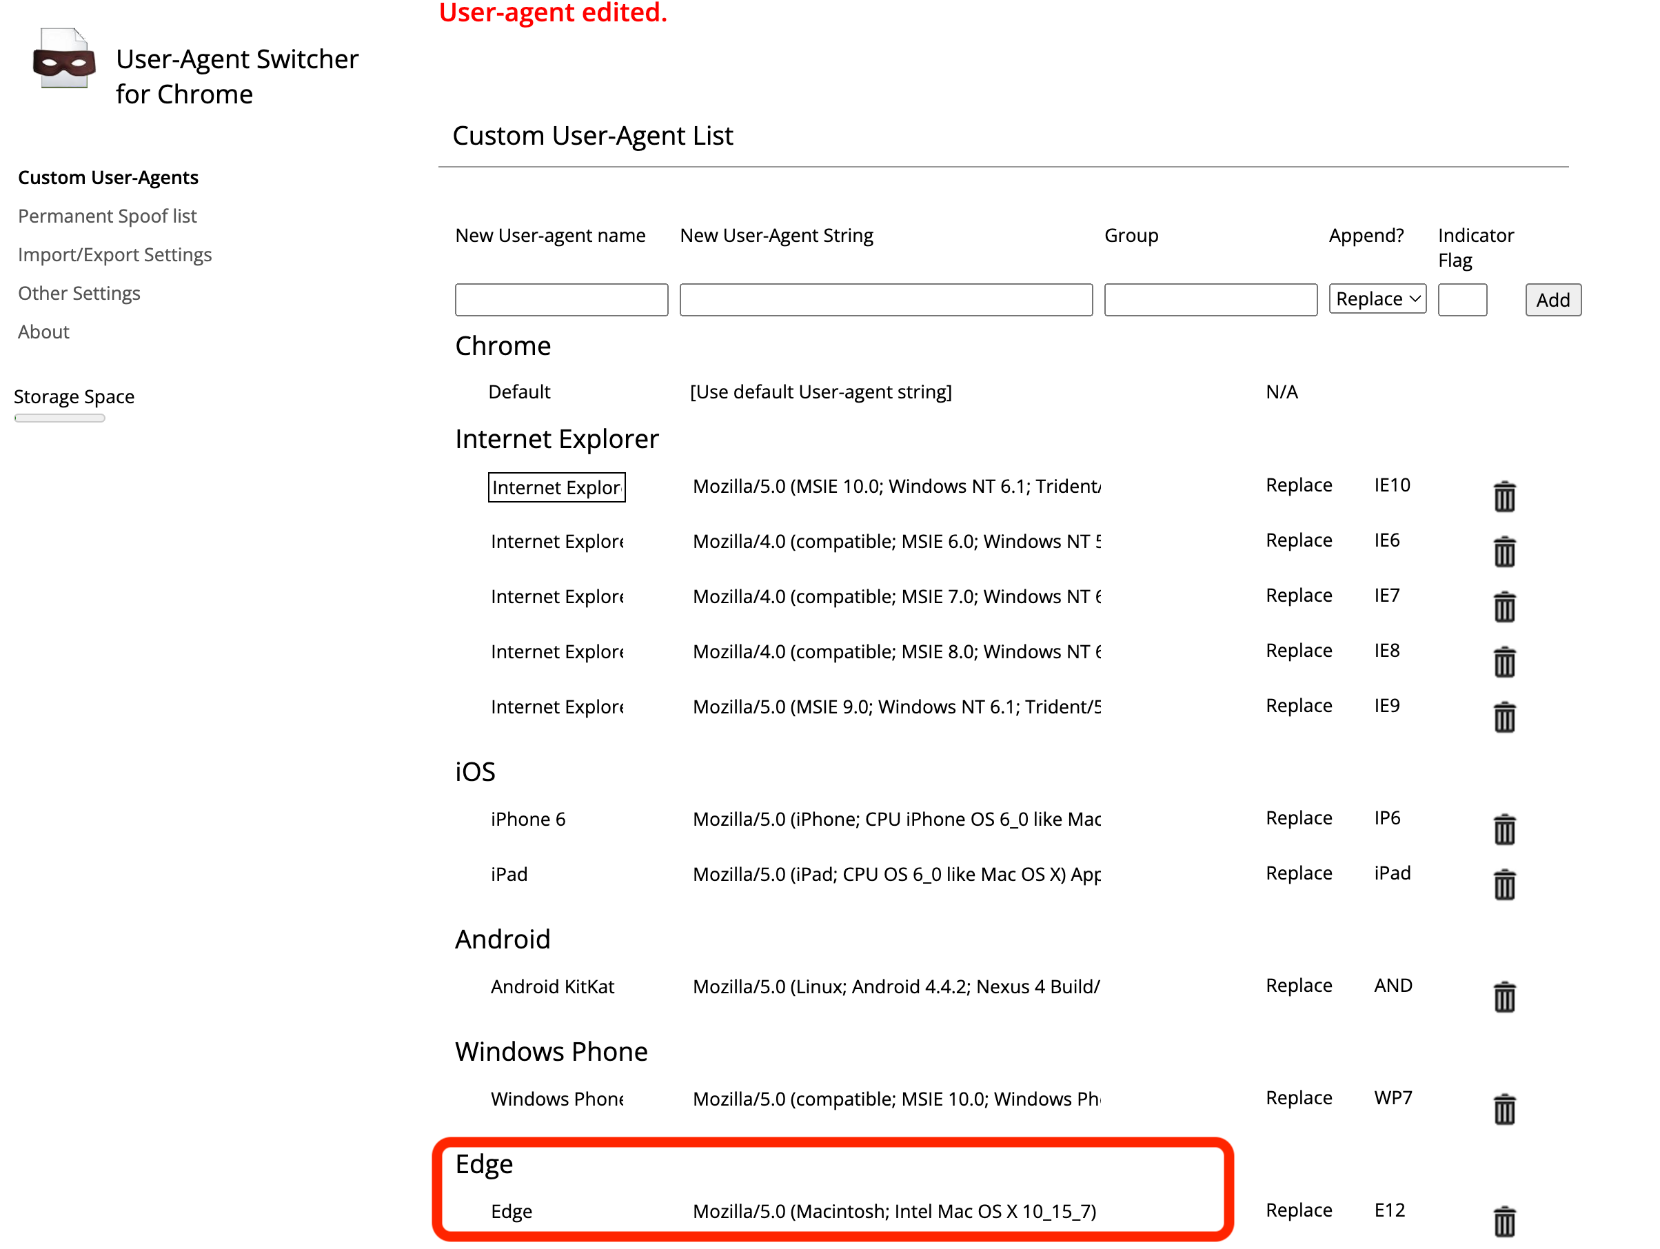 User-agent edited.
User-Agent Switcher
for Chrome
Custom User-Agents
Permanent Spoof list
Import/Export Settings
Other Settings
About
Storage Space
Custom User-Agent List
New User-agent name New User-Agent String Group Append? Indicator Flag
Replace Add
Chrome
Default [Use default User-agent string] N/A
Internet Explorer
Internet Explor Mozilla/5.0 (MSIE 10.0; Windows NT 6.1; Trident/ Replace IE10
Internet Explore Mozilla/4.0 (compatible; MSIE 6.0; Windows NT 5 Replace IE6
Internet Explore Mozilla/4.0 (compatible; MSIE 7.0; Windows NT 6 Replace IE7
Internet Explore Mozilla/4.0 (compatible; MSIE 8.0; Windows NT 6 Replace IE8
Internet Explore Mozilla/5.0 (MSIE 9.0; Windows NT 6.1; Trident/5 Replace IE9
iOS
iPhone 6 Mozilla/5.0 (iPhone; CPU iPhone OS 6_0 like Mac Replace IP6
iPad Mozilla/5.0 (iPad; CPU OS 6_0 like Mac OS X) App Replace iPad
Android
Android KitKat Mozilla/5.0 (Linux; Android 4.4.2; Nexus 4 Build/ Replace AND
Windows Phone
Windows Phone Mozilla/5.0 (compatible; MSIE 10.0; Windows Pho Replace WP7
Edge
Edge Mozilla/5.0 (Macintosh; Intel Mac OS X 10_15_7) Replace E12